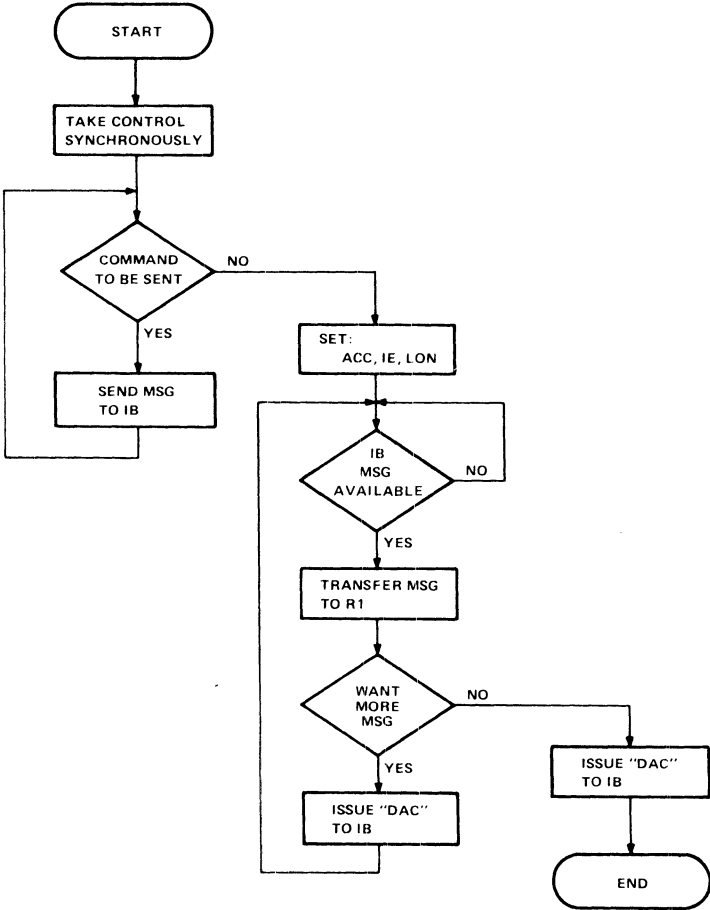 START
TAKE CONTROL
SYNCHRONOUSLY
COMMAND
TO BE SENT
NO
YES
SEND MSG
TO IB
SET:
ACC, IE, LON
IB
MSG
AVAILABLE
NO
YES
TRANSFER MSG
TO R1
WANT
MORE
MSG
NO
YES
ISSUE "DAC"
TO IB
ISSUE "DAC"
TO IB
END